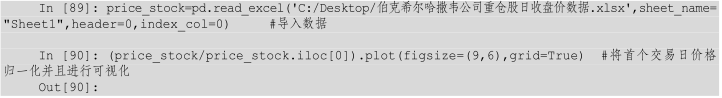 In [89]: price_stock=pd.read_excel('C:/Desktop/伯克希尔哈撒韦公司重仓股日收盘价数据.xlsx',sheet_name=
"Sheet1",header=0,index_col=0) #导入数据
In [90]: (price_stock/price_stock.iloc[0]).plot(figsize=(9,6),grid=True) #将首个交易日价格
归一化并且进行可视化
Out[90]: